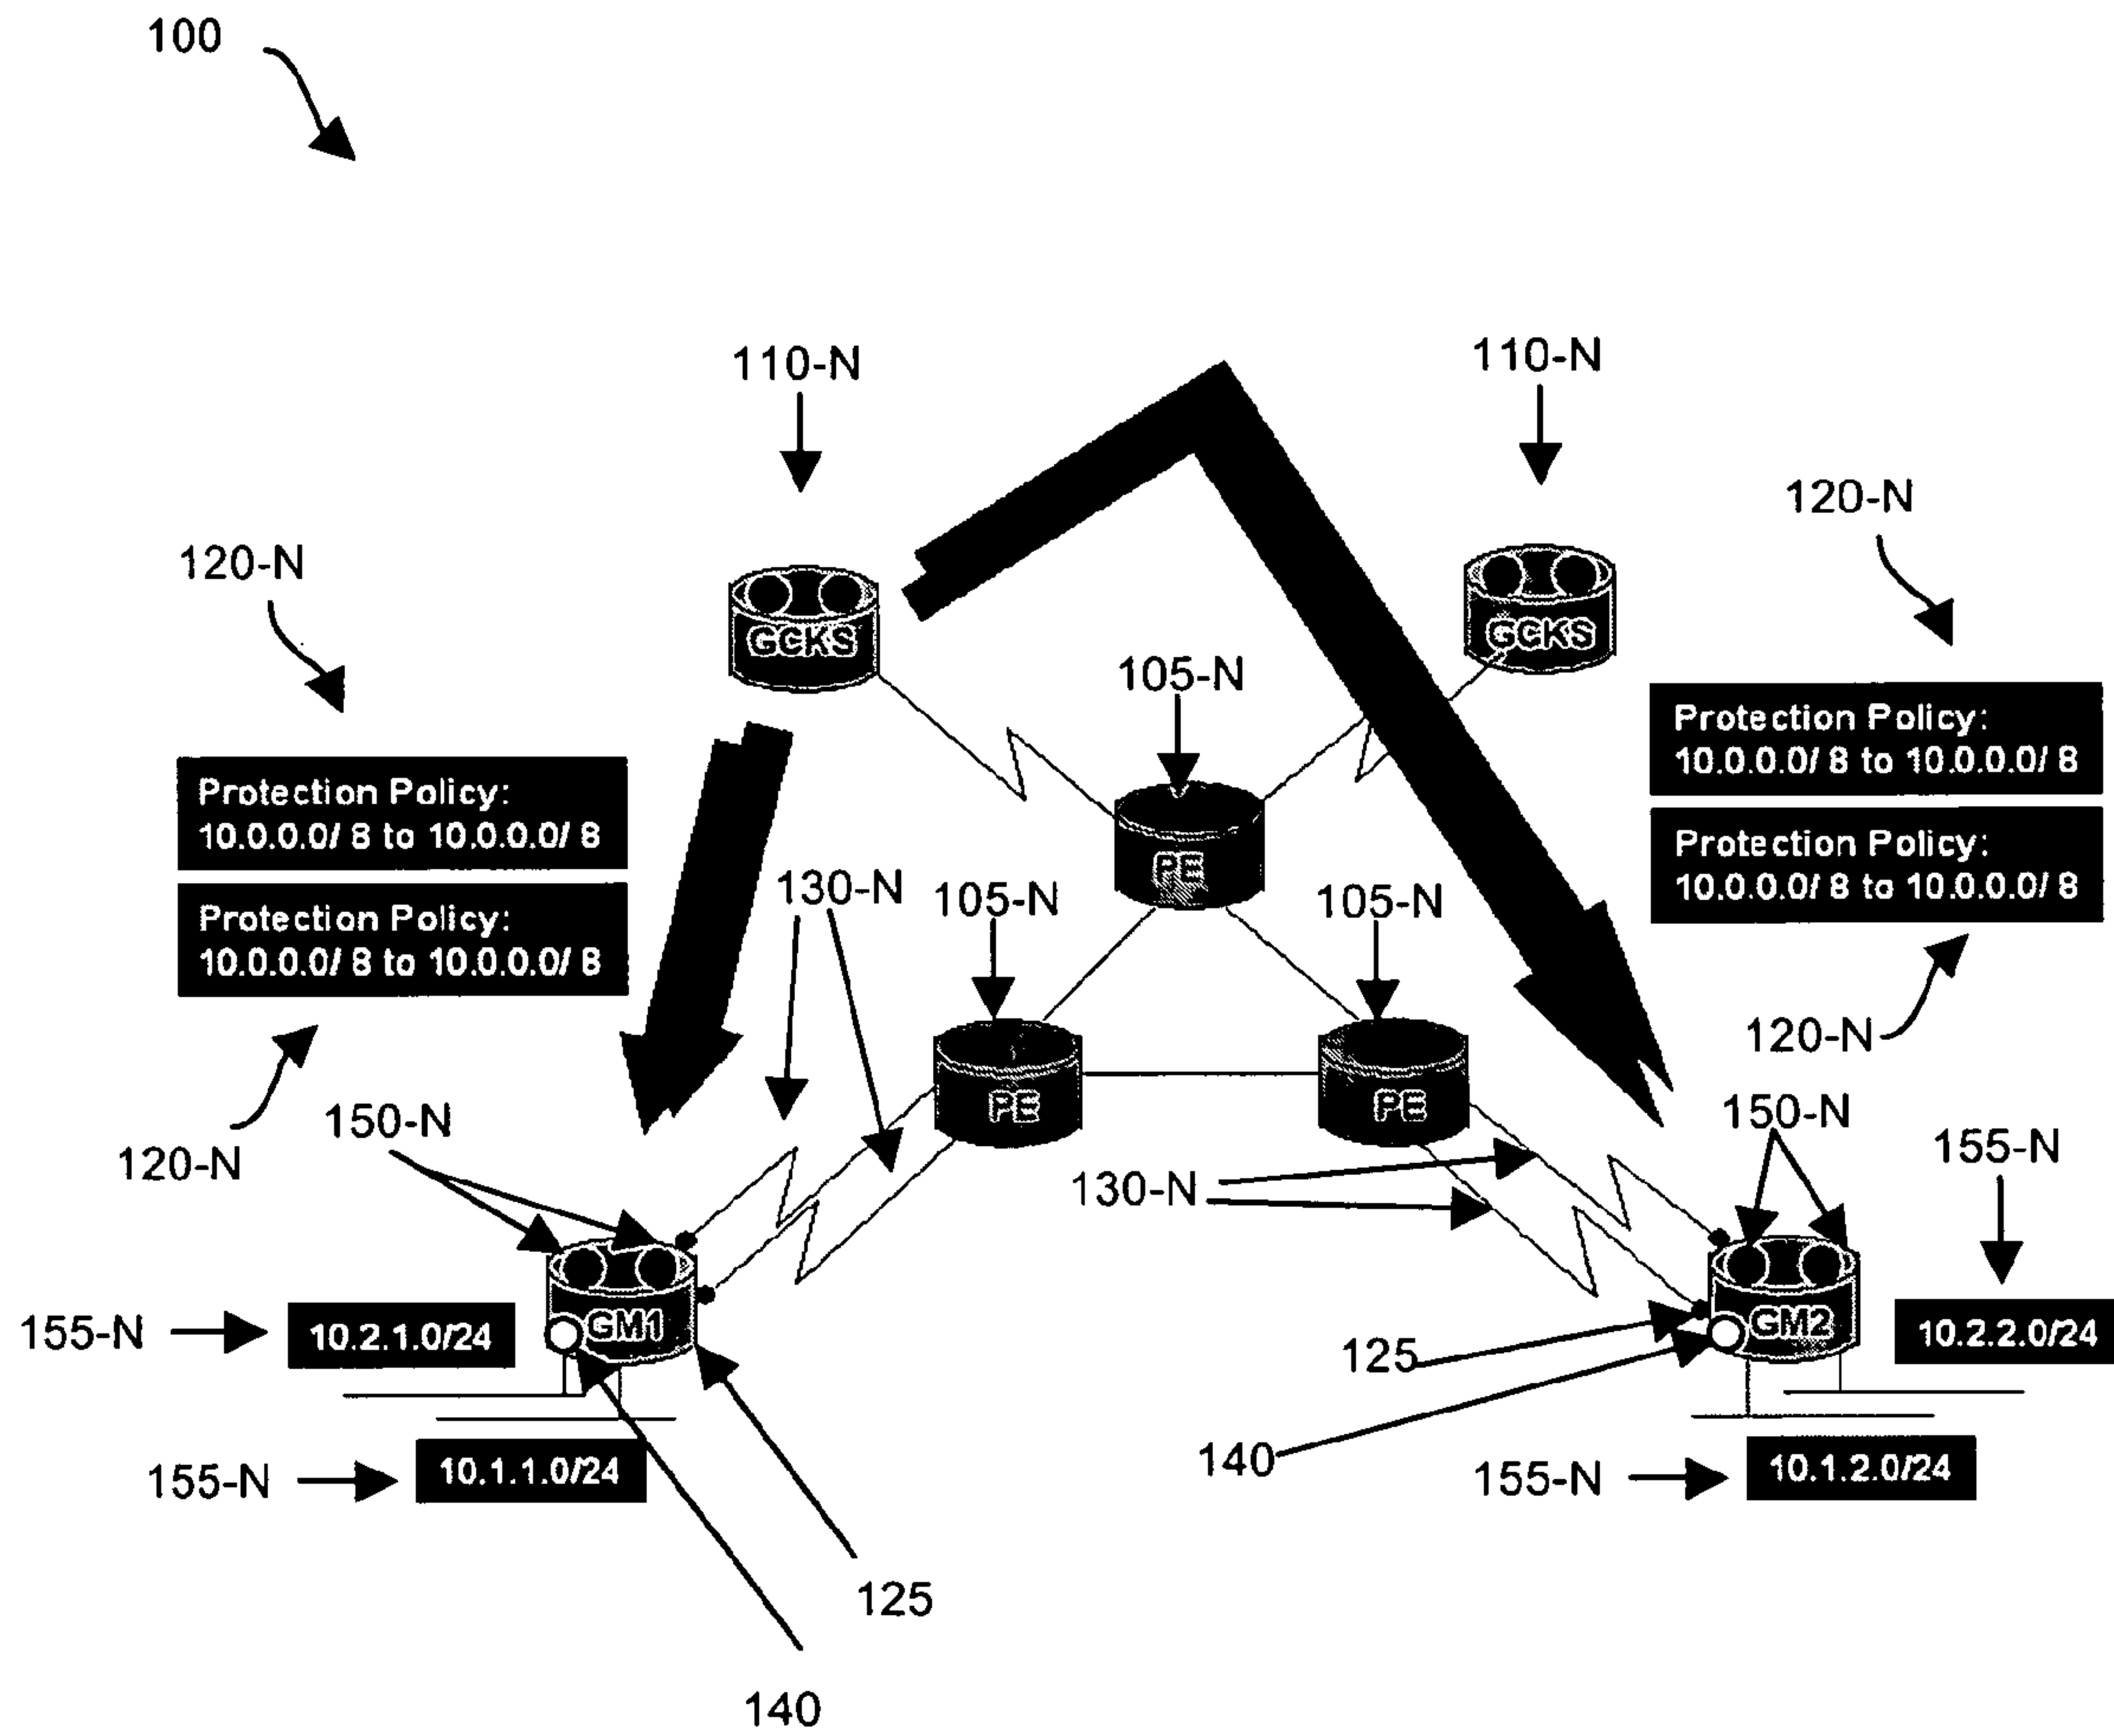 100
110-N
110-N
120-N
120-N
GCKS
GCKS
105-N
Protection Policy:
10.0.0.0/ 8 to 10.0.0.0/ 8
Protection Policy:
10.0.0.0/ 8 to 10.0.0.0/ 8
Protection Policy:
10.0.0.0/ 8 to 10.0.0.0/ 8
Protection Policy:
10.0.0.0/ 8 to 10.0.0.0/ 8
PE
130-N
105-N
105-N
120-N
PE
PE
150-N
150-N
120-N
155-N
130-N
155-N
10.2.1.0/24
GM1
GM2
10.2.2.0/24
125
140
155-N
10.1.1.0/24
155-N
10.1.2.0/24
125
140